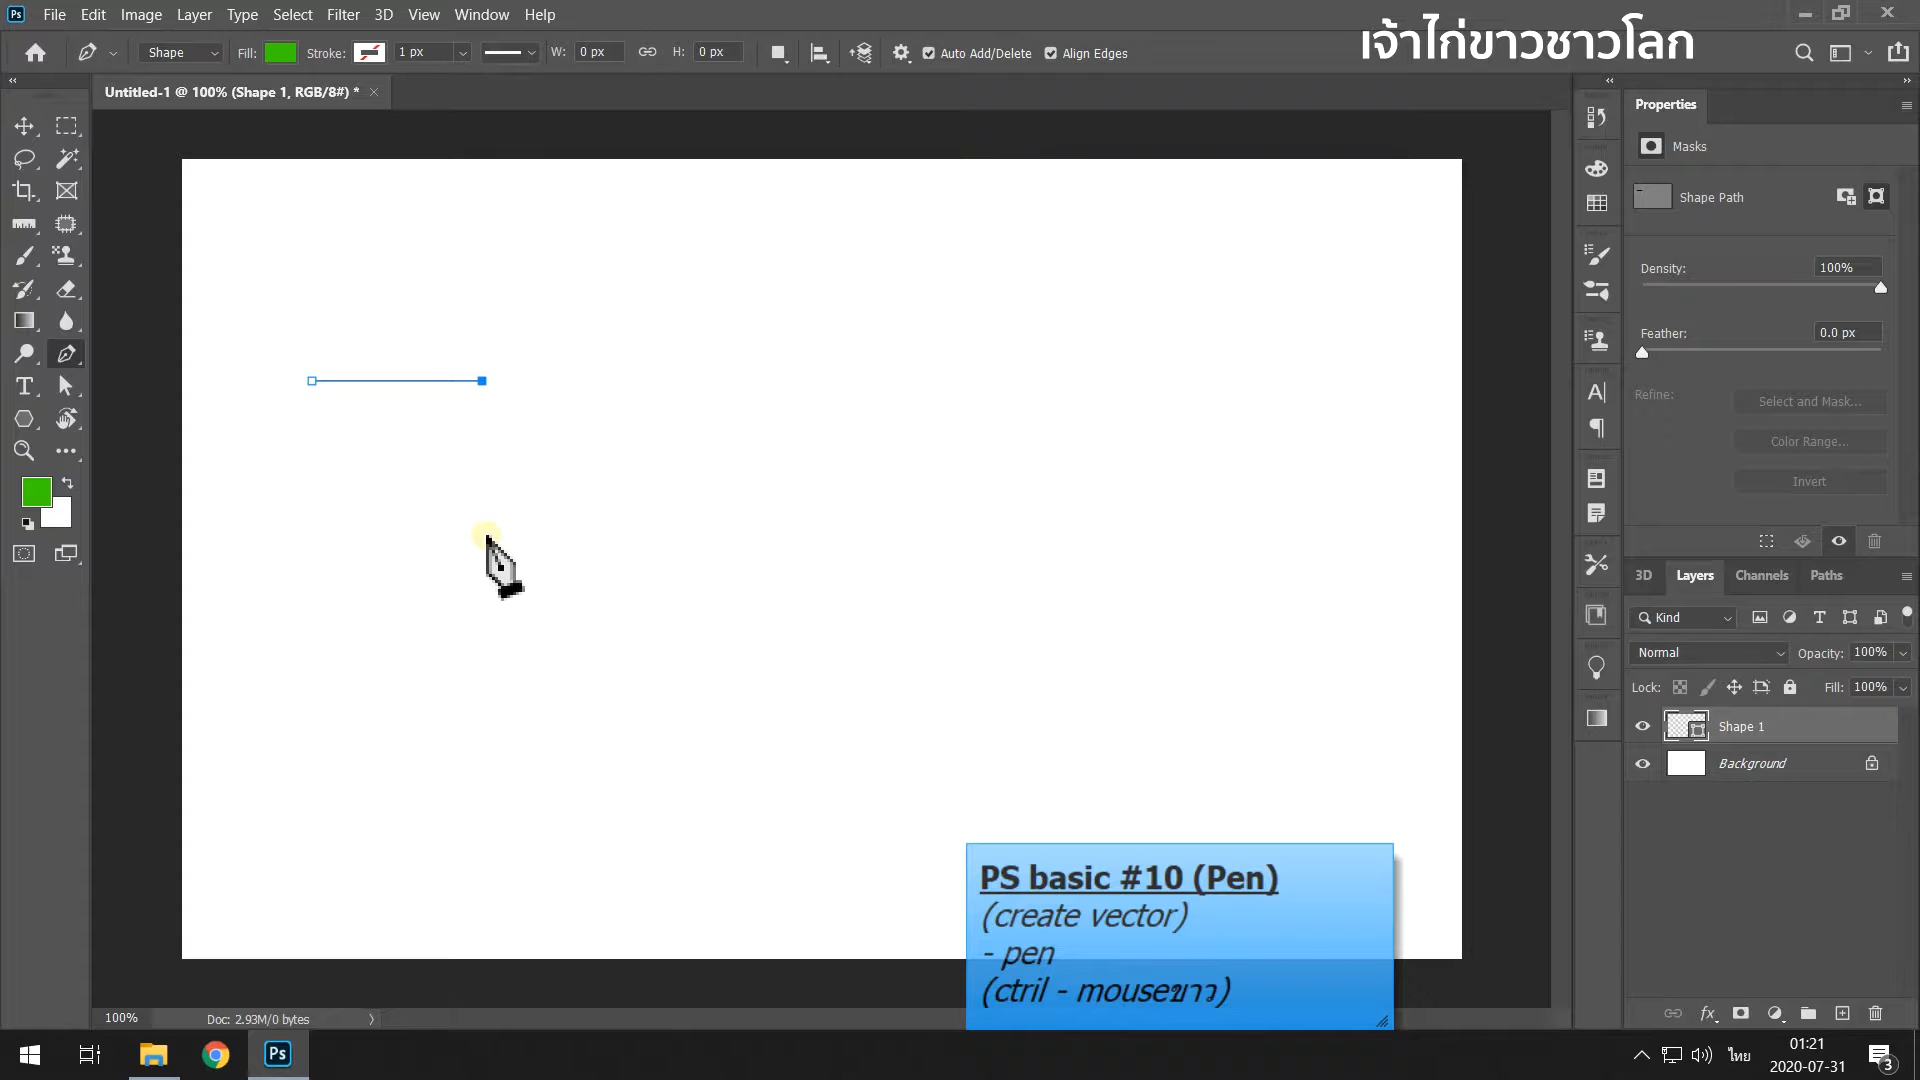 Ps File Edit Image Layer Type Select Filter 3D View Window Help
เจ้าไก่ขาวชาวโลก
Shape Fill: Stroke: 1 px W: 0 px H: 0 px Auto Add/Delete Align Edges
Untitled-1 @ 100% (Shape 1, RGB/8#) *
Properties
Masks
Shape Path
Density: 100%
Feather: 0.0 px
Refine: Select and Mask...
Color Range...
Invert
3D Layers Channels Paths
Kind
Normal Opacity: 100%
Lock: Fill: 100%
Shape 1
Background
PS basic #10 (Pen)
(create vector)
- pen
(ctril - mouseขาว)
100% Doc: 2.93M/0 bytes
Ps
ไทย
01:21
2020-07-31
3